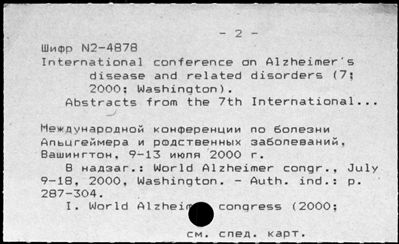 - 2 -
Шифр N2-4878
International conference on Alzheimer's
disease and related disorders (7;
2000; Washington).
Abstracts from the 7th International...
Международной конференции по болезни
Альцгеймера и родственных заболеваний,
Вашингтон, 9-13 июля 2000 г.
В надзаг.: World Alzheimer congr., July
9-18, 2000, Washington. - Auth. ind.: p.
287-304.
I. World Alzhei congress (2000;
см. след. карт.